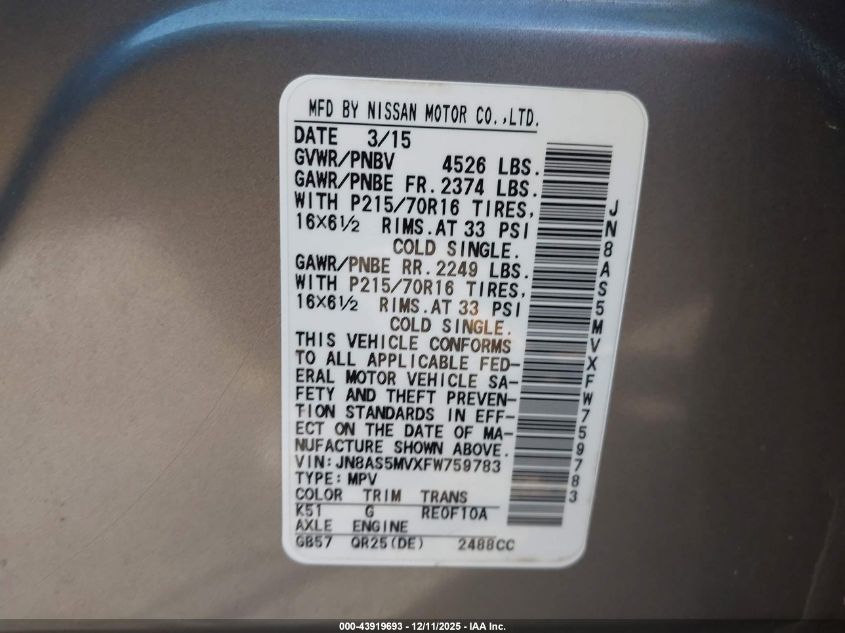 MFD BY NISSAN MOTOR CO.,LTD.
DATE 3/15
GVWR/PNBV 4526 LBS.
GAWR/PNBE FR. 2374 LBS.
WITH P215/70R16 TIRES,
16X6½ RIMS. AT 33 PSI
COLD SINGLE.
GAWR/PNBE RR. 2249 LBS.
WITH P215/70R16 TIRES,
16X6½ RIMS. AT 33 PSI
COLD SINGLE.
THIS VEHICLE CONFORMS
TO ALL APPLICABLE FED-
ERAL MOTOR VEHICLE SA-
FETY AND THEFT PREVEN-
TION STANDARDS IN EFF-
ECT ON THE DATE OF MA-
NUFACTURE SHOWN ABOVE.
VIN: JN8AS5MVXFW759783
TYPE: MPV
COLOR TRIM TRANS
K51 G RE0F10A
AXLE ENGINE
GB57 QR25(DE) 2488CC
JN8AS5MVXFW759783
000-43919693 - 12/11/2025 - IAA Inc.